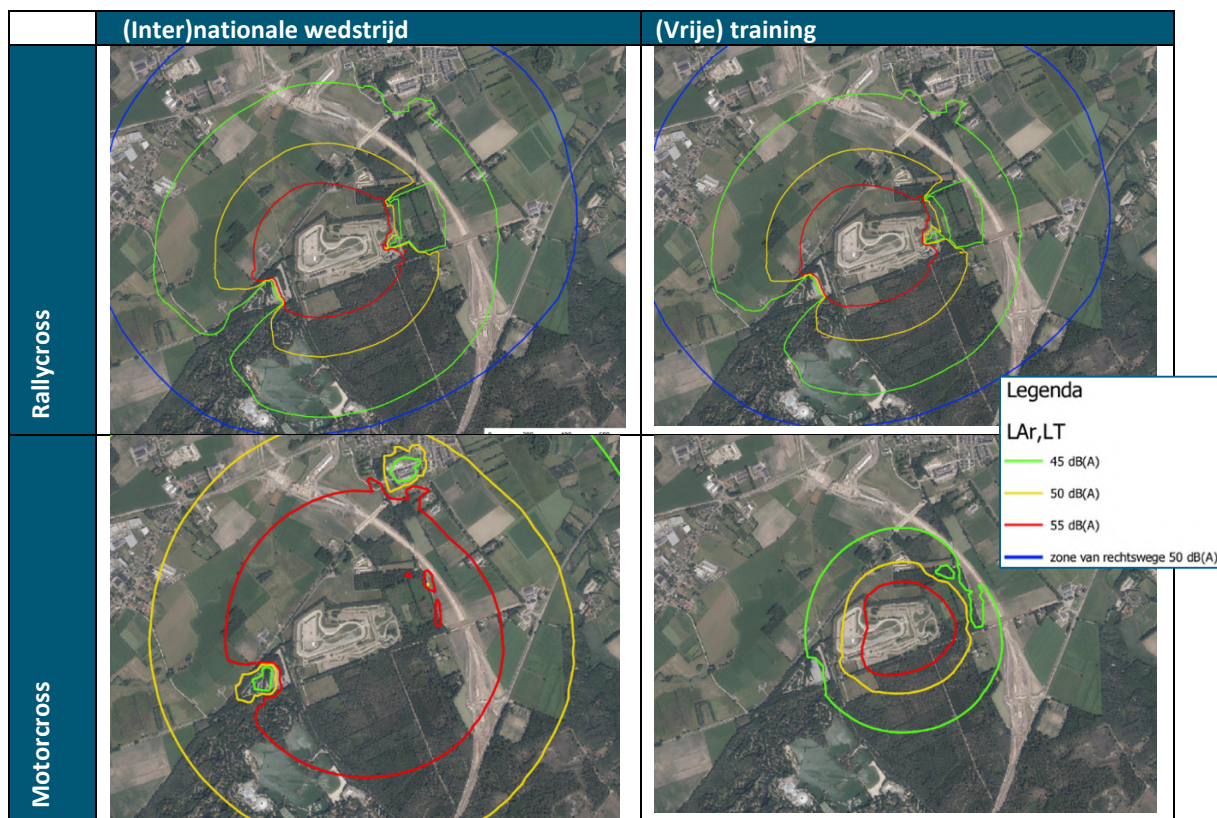 (Inter)nationale wedstrijd
(Vrije) training
Rallycross
Legenda
LAr,LT
45 dB(A)
50 dB(A)
55 dB(A)
zone van rechtswege 50 dB(A)
Motorcross